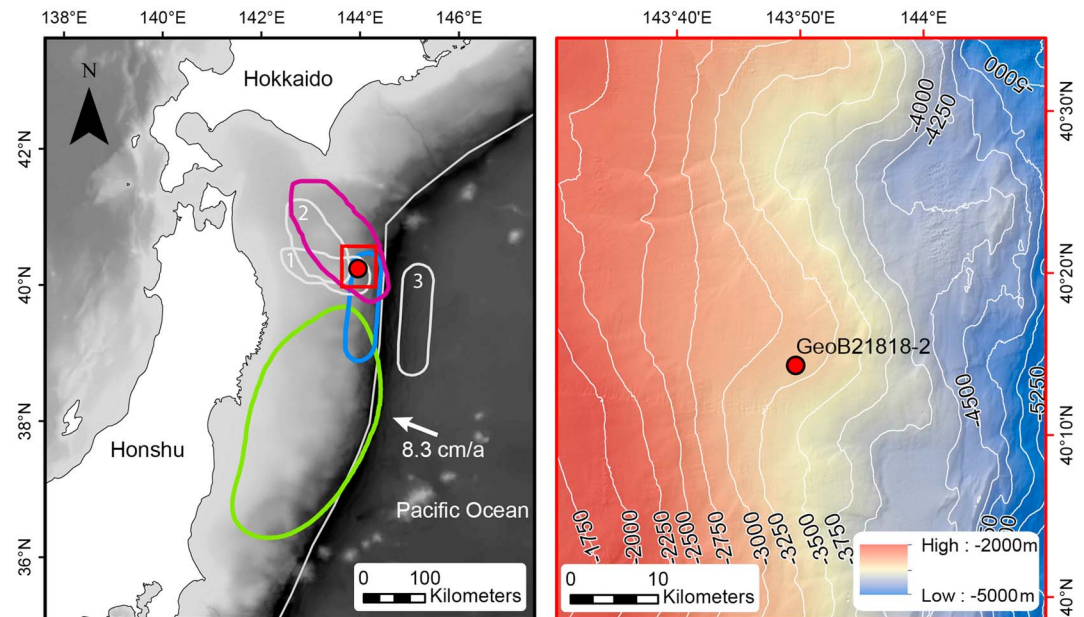 138°E 140°E 142°E 144°E 146°E
143°40'E 143°50'E 144°E
N
Hokkaido
42°N
40°N
38°N
36°N
2
1
3
Honshu
8.3 cm/a
Pacific Ocean
0 100
Kilometers
-5000
-4000
-4250
40°30'N
40°20'N
40°10'N
40°N
GeoB21818-2
-4500
-5250
-1750
-2000
-2250
-2500
-2750
-3000
-3250
-3500
-3750
0 10
Kilometers
High : -2000m
Low : -5000m